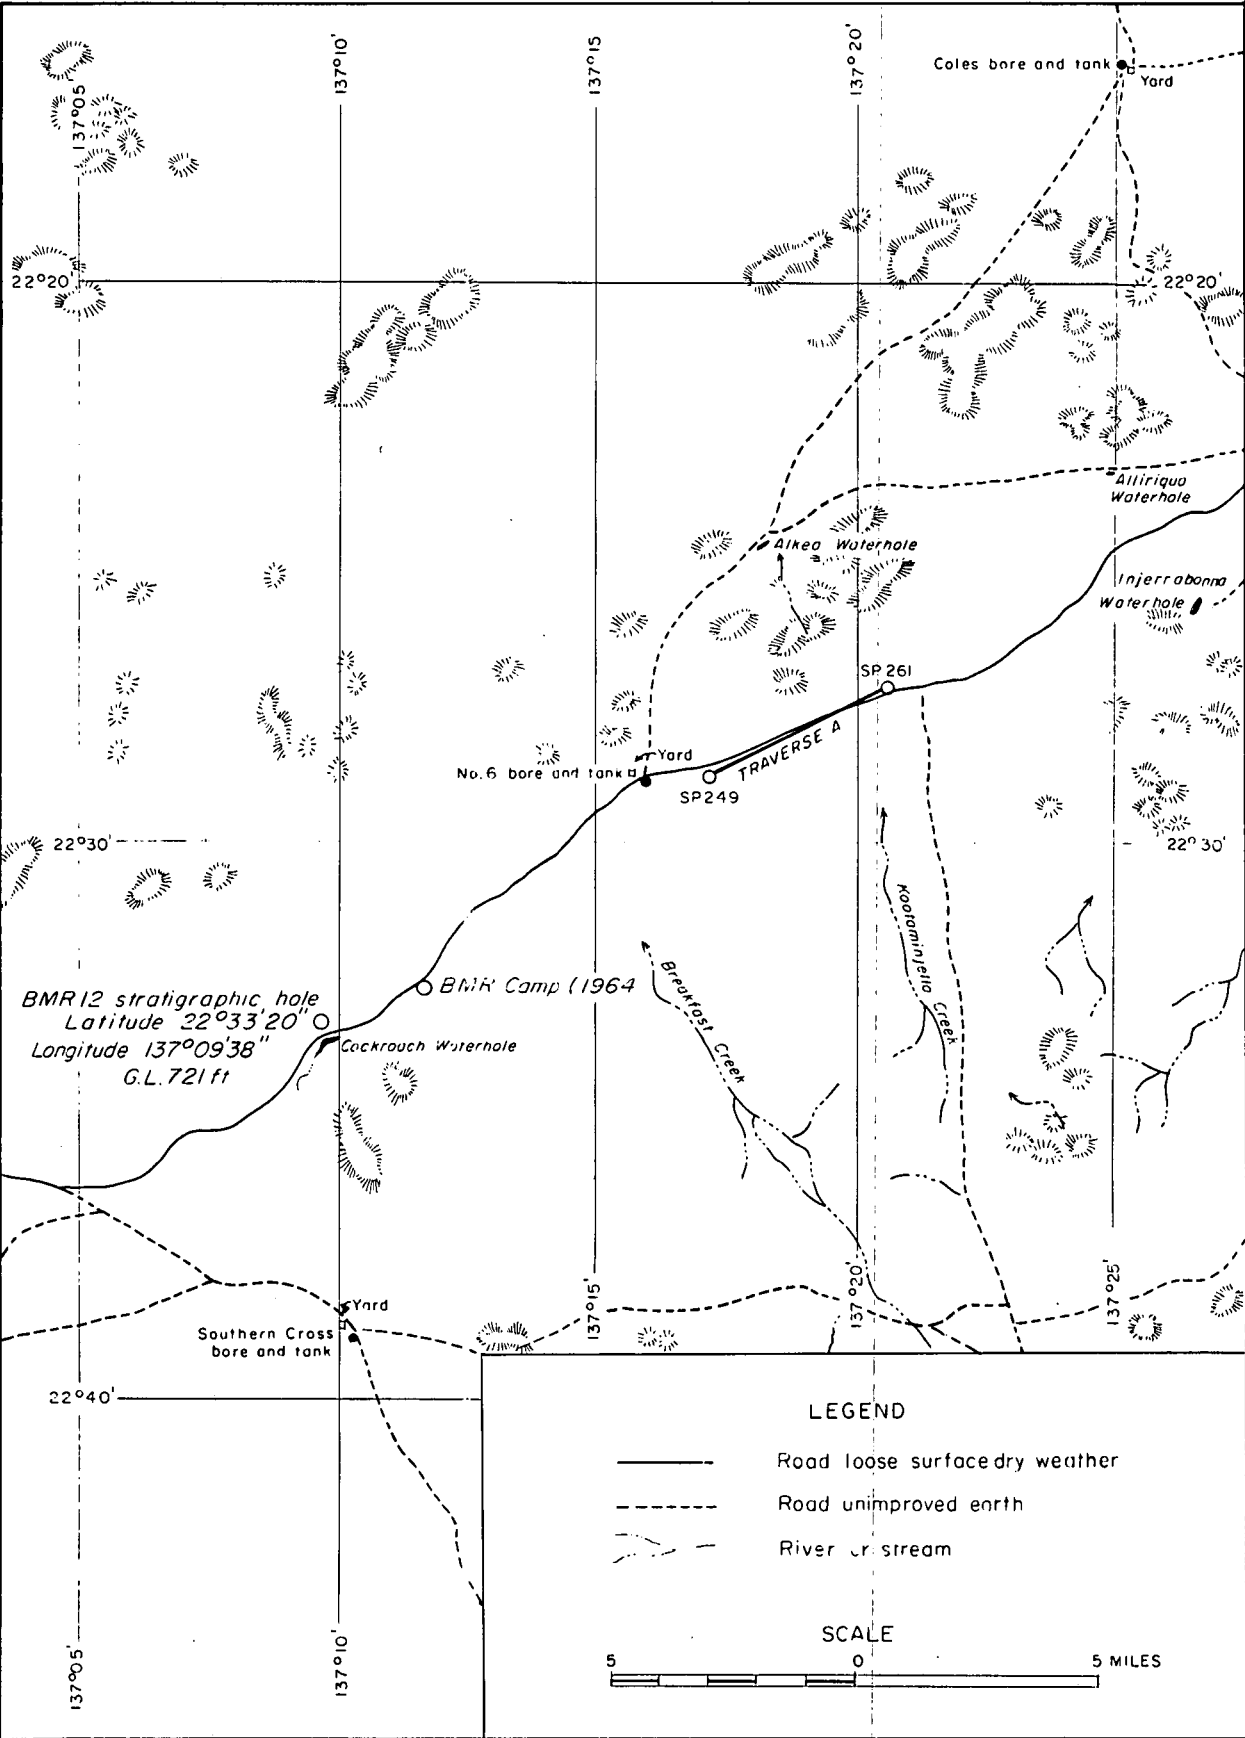 137°05'
137°10'
137°15
137°20'
Coles bore and tank
Yard
22°20'
22°20'
Alliriqua
Waterhole
Alkea Waterhole
Injerrabonna
Waterhole
SP 261
TRAVERSE A
Yard
No.6 bore and tank
SP249
22°30'
22°30'
Kootaminjella Creek
Breakfast Creek
BMR Camp (1964
BMR12 stratigraphic hole
Latitude 22°33'20"
Longitude 137°09'38"
G.L. 721 ft
Cockroach Waterhole
137°15'
137°20'
137°25'
Yard
Southern Cross
bore and tank
22°40'
137°05'
137°10'
LEGEND
Road loose surface dry weather
Road unimproved earth
River or stream
SCALE
5 0 5 MILES